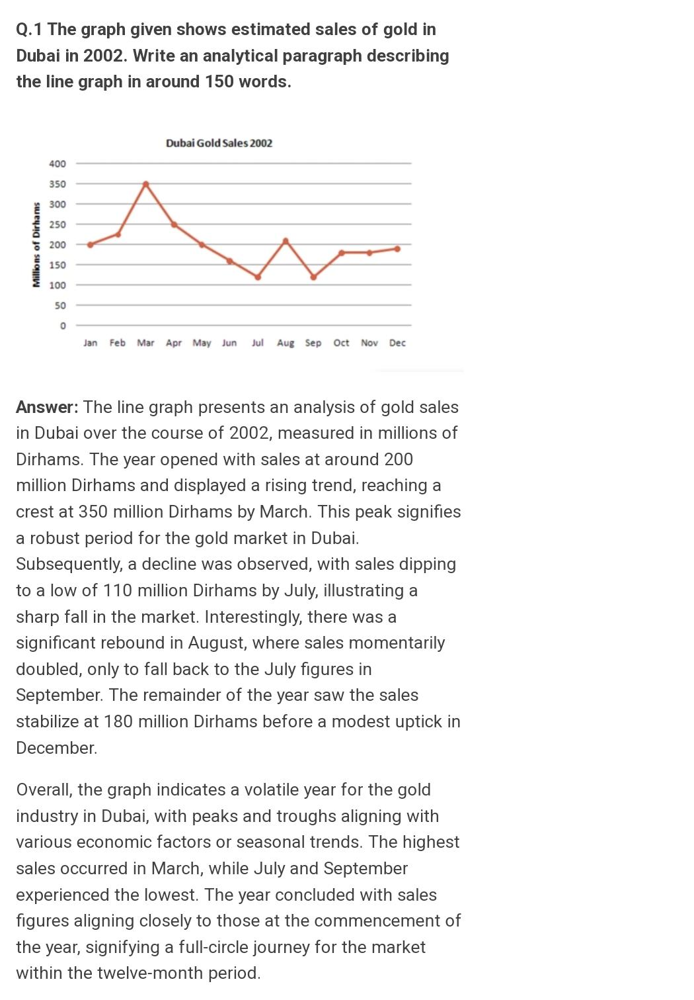 Q.1 The graph given shows estimated sales of gold in
Dubai in 2002. Write an analytical paragraph describing
the line graph in around 150 words.
Dubai Gold Sales 2002
Millions of Dirhams
400
350
300
250
200
150
100
50
0
Jan Feb Mar Apr May Jun Jul Aug Sep Oct Nov Dec
Answer: The line graph presents an analysis of gold sales
in Dubai over the course of 2002, measured in millions of
Dirhams. The year opened with sales at around 200
million Dirhams and displayed a rising trend, reaching a
crest at 350 million Dirhams by March. This peak signifies
a robust period for the gold market in Dubai.
Subsequently, a decline was observed, with sales dipping
to a low of 110 million Dirhams by July, illustrating a
sharp fall in the market. Interestingly, there was a
significant rebound in August, where sales momentarily
doubled, only to fall back to the July figures in
September. The remainder of the year saw the sales
stabilize at 180 million Dirhams before a modest uptick in
December.
Overall, the graph indicates a volatile year for the gold
industry in Dubai, with peaks and troughs aligning with
various economic factors or seasonal trends. The highest
sales occurred in March, while July and September
experienced the lowest. The year concluded with sales
figures aligning closely to those at the commencement of
the year, signifying a full-circle journey for the market
within the twelve-month period.